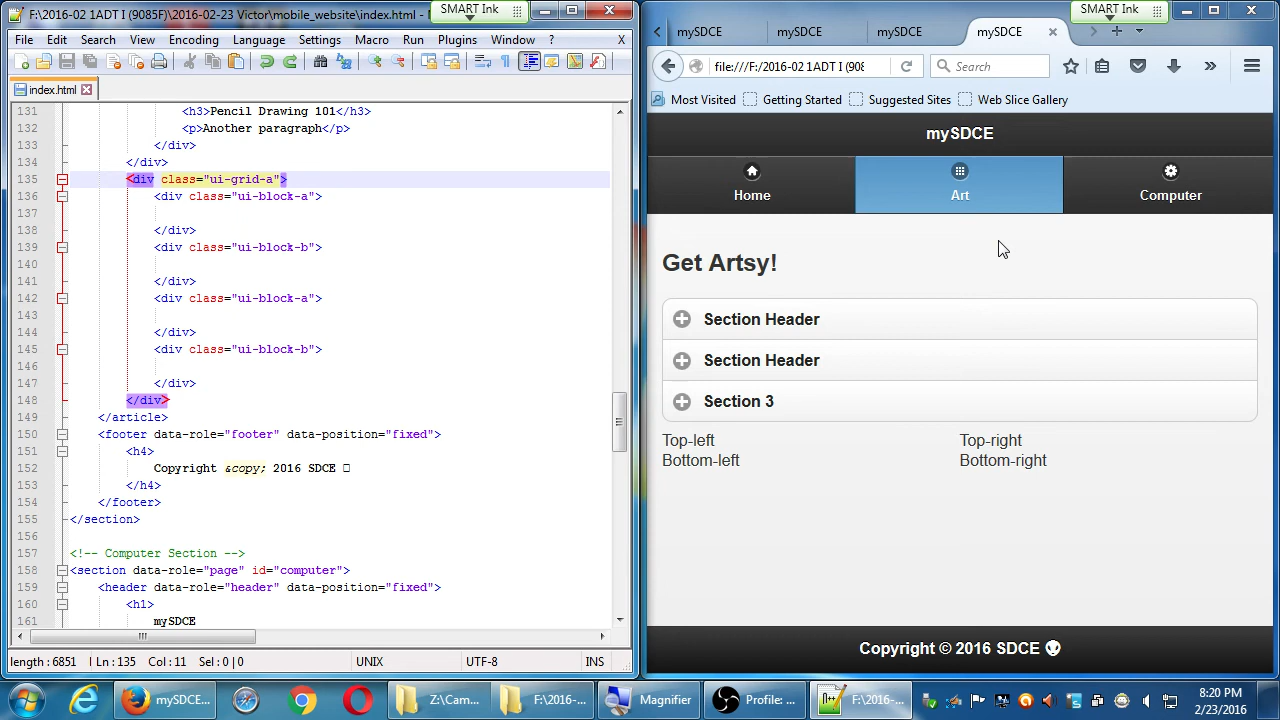 F:\2016-02 1ADT I (9085F)\2016-02-23 Victor\mobile_website\index.html - N
SMART Ink
File Edit Search View Encoding Language Settings Macro Run Plugins Window ? X
index.html
131 <h3>Pencil Drawing 101</h3>
132 <p>Another paragraph</p>
133 </div>
134 </div>
135 <div class="ui-grid-a">
136 <div class="ui-block-a">
137
138 </div>
139 <div class="ui-block-b">
140
141 </div>
142 <div class="ui-block-a">
143
144 </div>
145 <div class="ui-block-b">
146
147 </div>
148 </div>
149 </article>
150 <footer data-role="footer" data-position="fixed">
151 <h4>
152 Copyright &copy; 2016 SDCE
153 </h4>
154 </footer>
155 </section>
156
157 <!-- Computer Section -->
158 <section data-role="page" id="computer">
159 <header data-role="header" data-position="fixed">
160 <h1>
161 mySDCE
length : 6851 Ln : 135 Col : 11 Sel : 0 | 0 UNIX UTF-8 INS
SMART Ink
mySDCE mySDCE mySDCE mySDCE
file:///F:/2016-02 1ADT I (908 Search
Most Visited Getting Started Suggested Sites Web Slice Gallery
mySDCE
Home Art Computer
Get Artsy!
Section Header
Section Header
Section 3
Top-left Top-right
Bottom-left Bottom-right
Copyright © 2016 SDCE
mySDCE... Z:\Cam... F:\2016-... Magnifier Profile: ... F:\2016-... 8:20 PM
2/23/2016